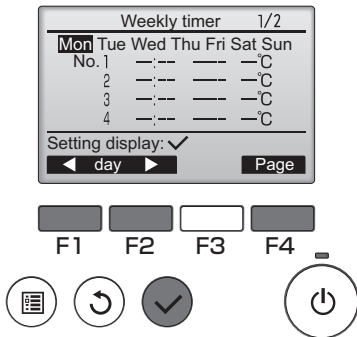 Weekly timer 1/2
Mon Tue Wed Thu Fri Sat Sun
No. 1 —:-- —— —°C
2 —:-- —— —°C
3 —:-- —— —°C
4 —:-- —— —°C
Setting display: ✓
◀ day ▶ Page
F1 F2 F3 F4